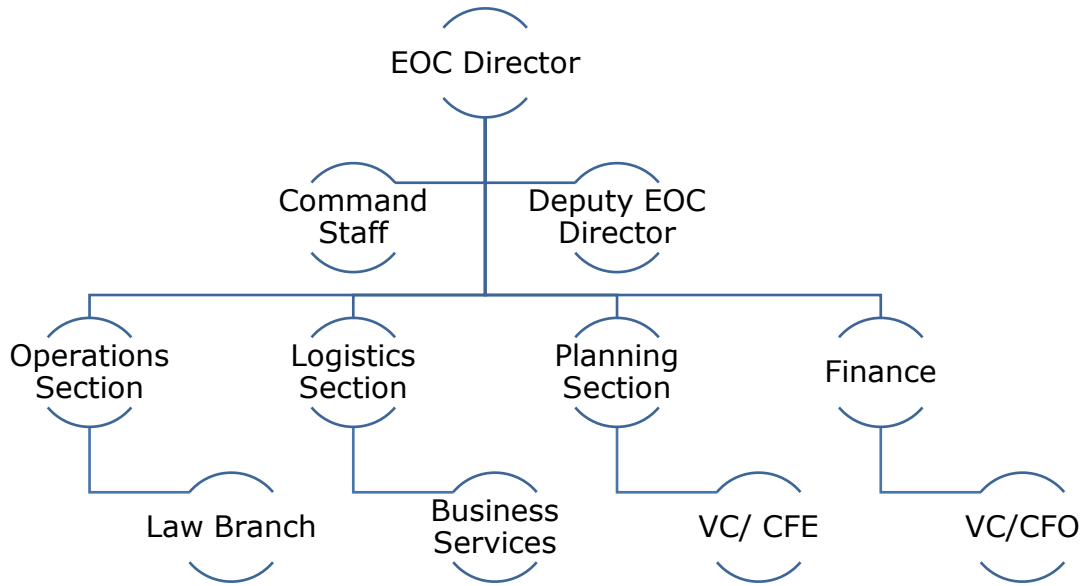 EOC Director
Command
Staff
Deputy EOC
Director
Operations
Section
Logistics
Section
Planning
Section
Finance
Law Branch
Business
Services
VC/ CFE
VC/CFO